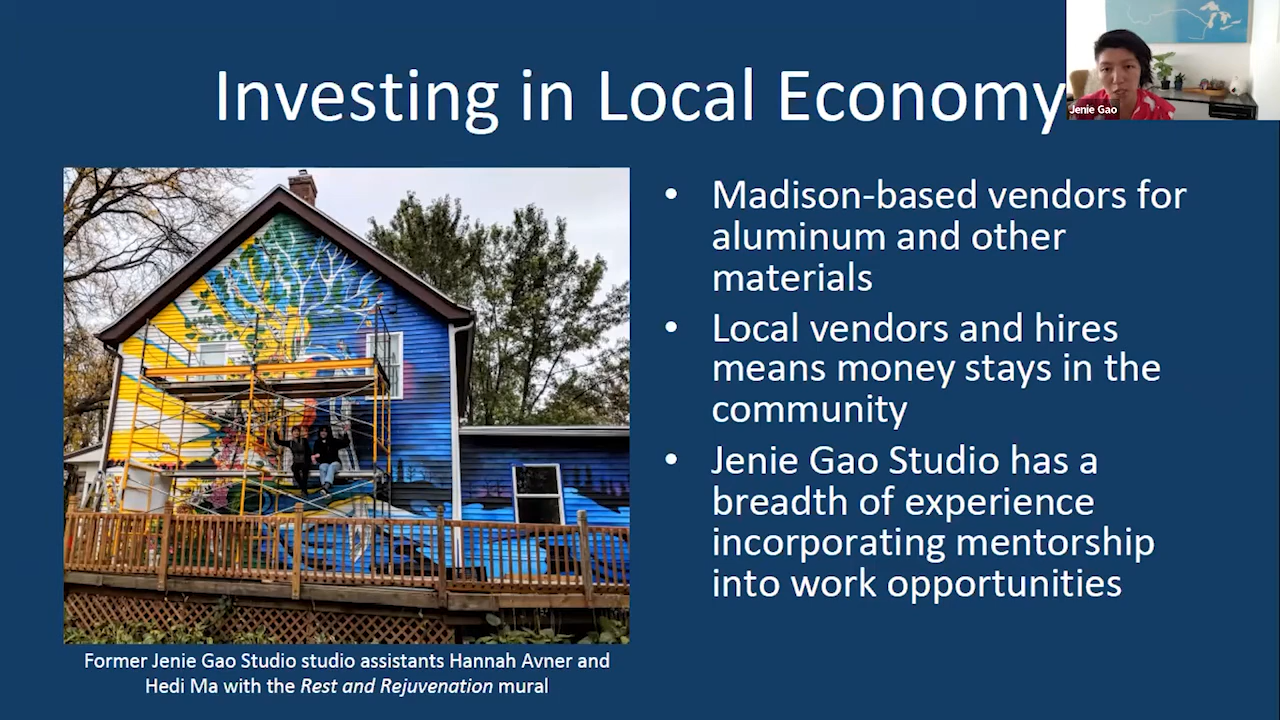 Investing in Local Economy
Jenie Gao
• Madison-based vendors for
aluminum and other
materials
• Local vendors and hires
means money stays in the
community
• Jenie Gao Studio has a
breadth of experience
incorporating mentorship
into work opportunities
Former Jenie Gao Studio studio assistants Hannah Avner and
Hedi Ma with the Rest and Rejuvenation mural